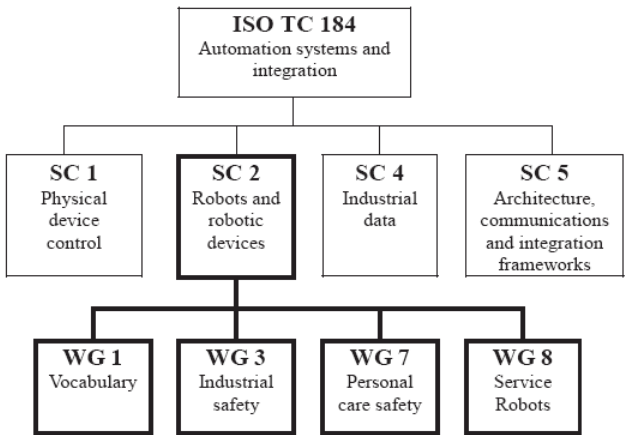 ISO TC 184
Automation systems and
integration
SC 1
Physical
device
control
SC 2
Robots and
robotic
devices
SC 4
Industrial
data
SC 5
Architecture,
communications
and integration
frameworks
WG 1
Vocabulary
WG 3
Industrial
safety
WG 7
Personal
care safety
WG 8
Service
Robots